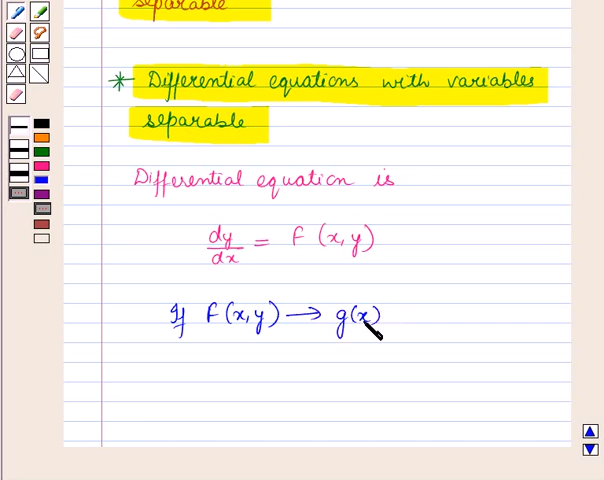 separable
* Differential equations with variables
separable
Differential equation is
dy/dx = F (x, y)
If F(x, y) → g(x)